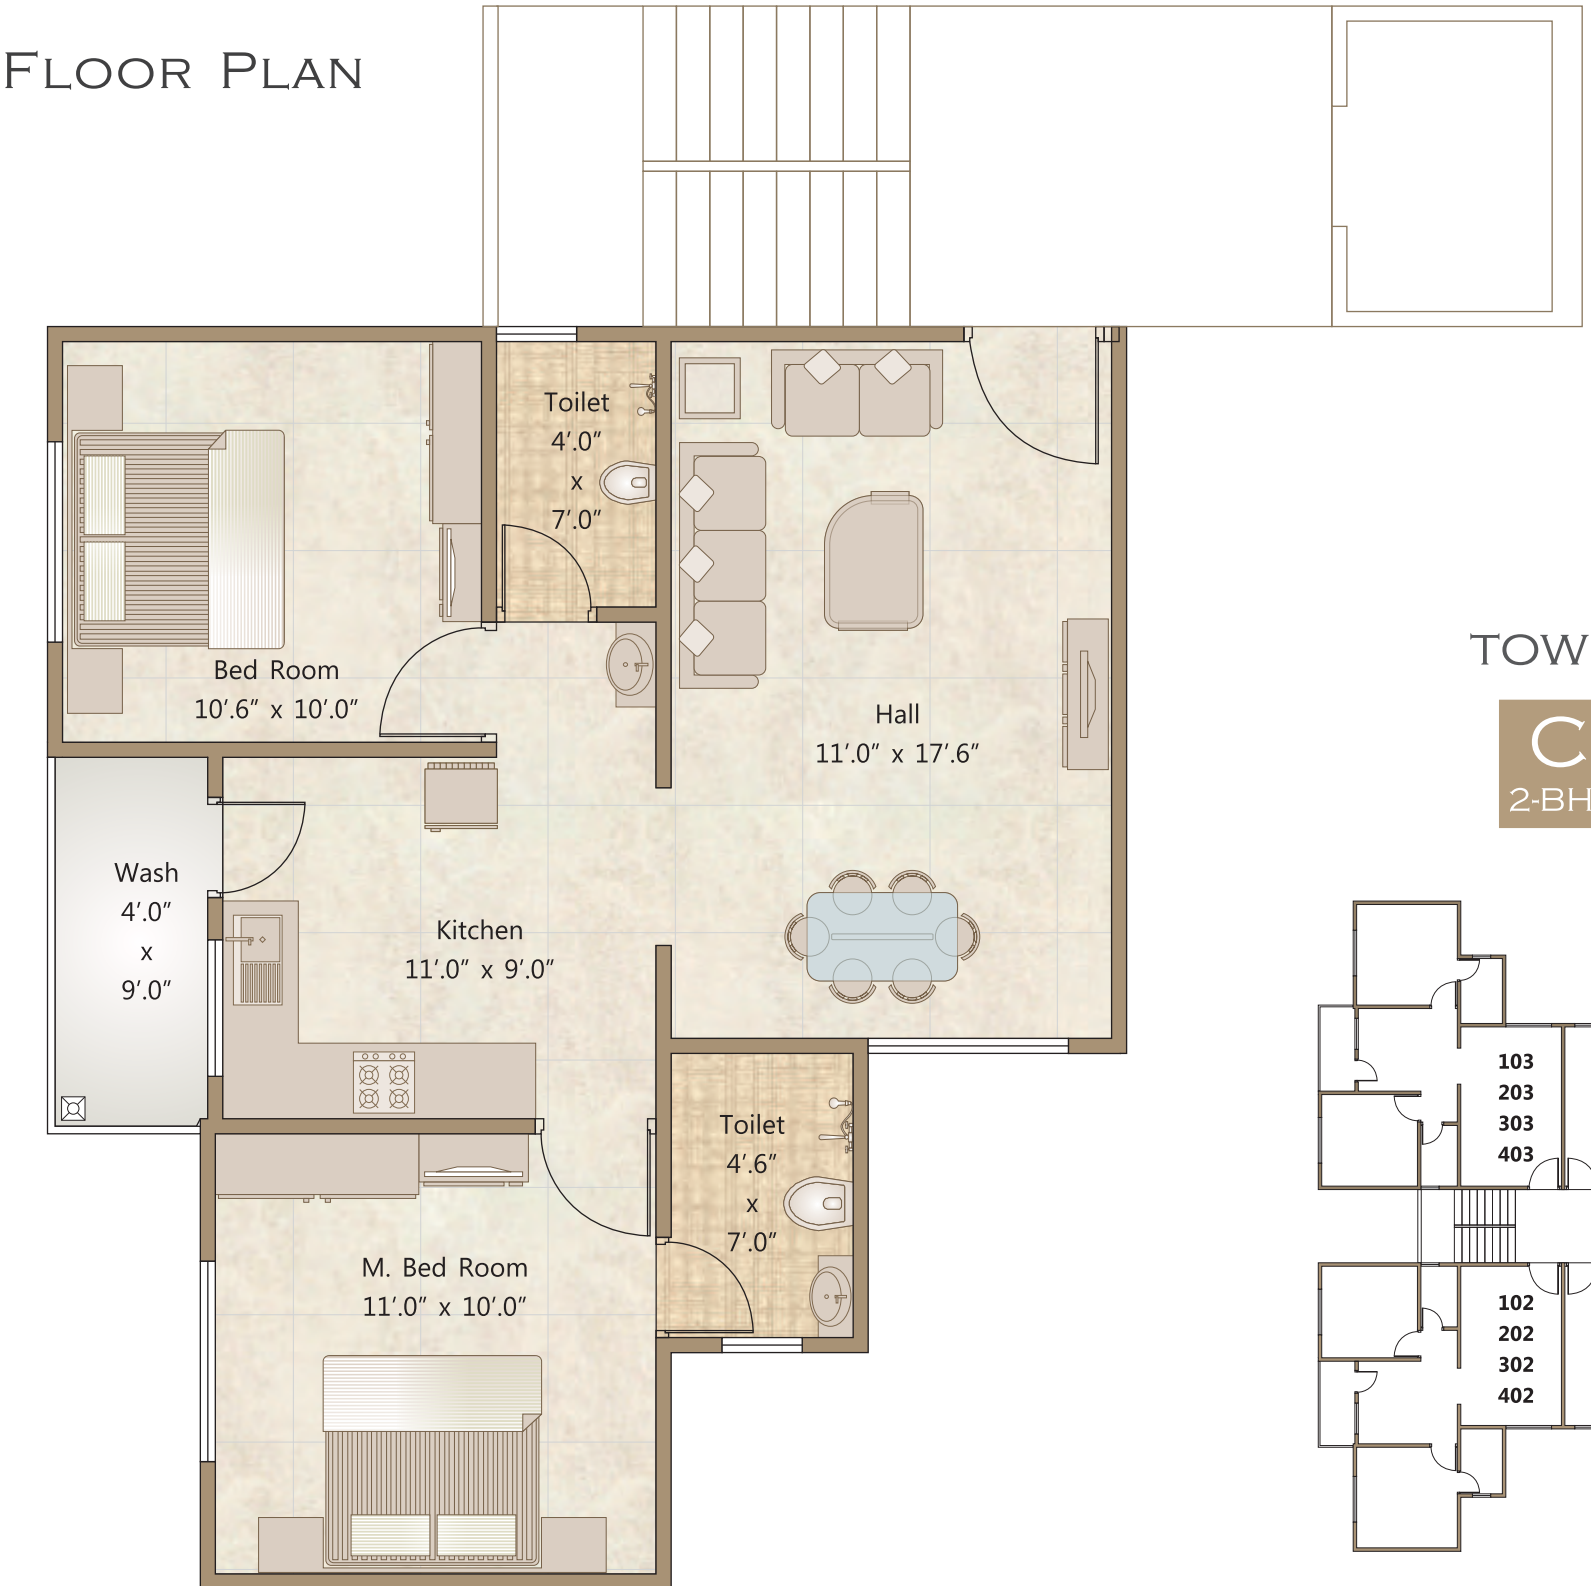 FLOOR PLAN
Toilet
4'.0"
x
7'.0"
Bed Room
10'.6" x 10'.0"
Hall
11'.0" x 17'.6"
TOW
C
2-BH
Wash
4'.0"
x
9'.0"
Kitchen
11'.0" x 9'.0"
Toilet
4'.6"
x
7'.0"
M. Bed Room
11'.0" x 10'.0"
103
203
303
403
102
202
302
402